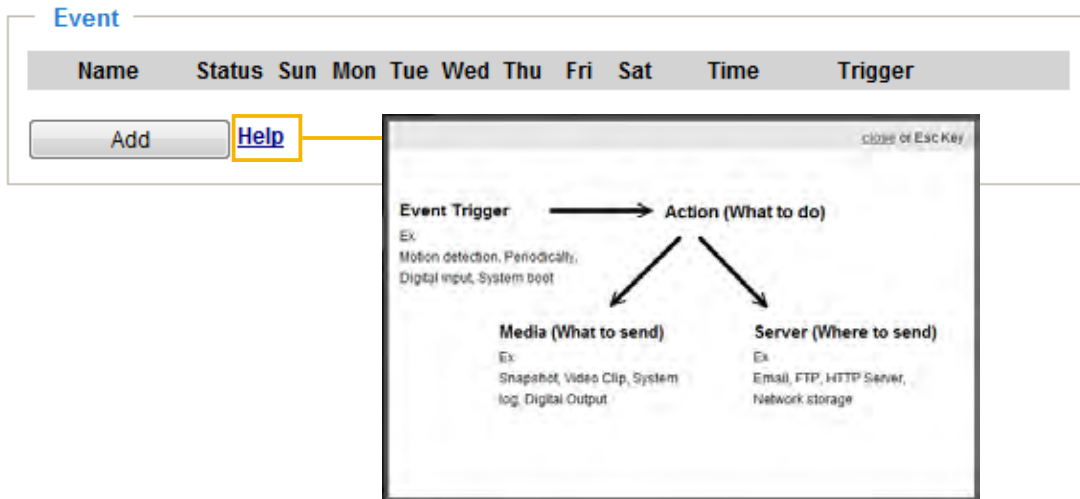 Event
Name Status Sun Mon Tue Wed Thu Fri Sat Time Trigger
Add Help
close or Esc Key
Event Trigger Action (What to do)
Ex.
Motion detection, Periodically,
Digital input, System boot
Media (What to send) Server (Where to send)
Ex. Ex.
Snapshot, Video Clip, System Email, FTP, HTTP Server,
log, Digital Output Network storage